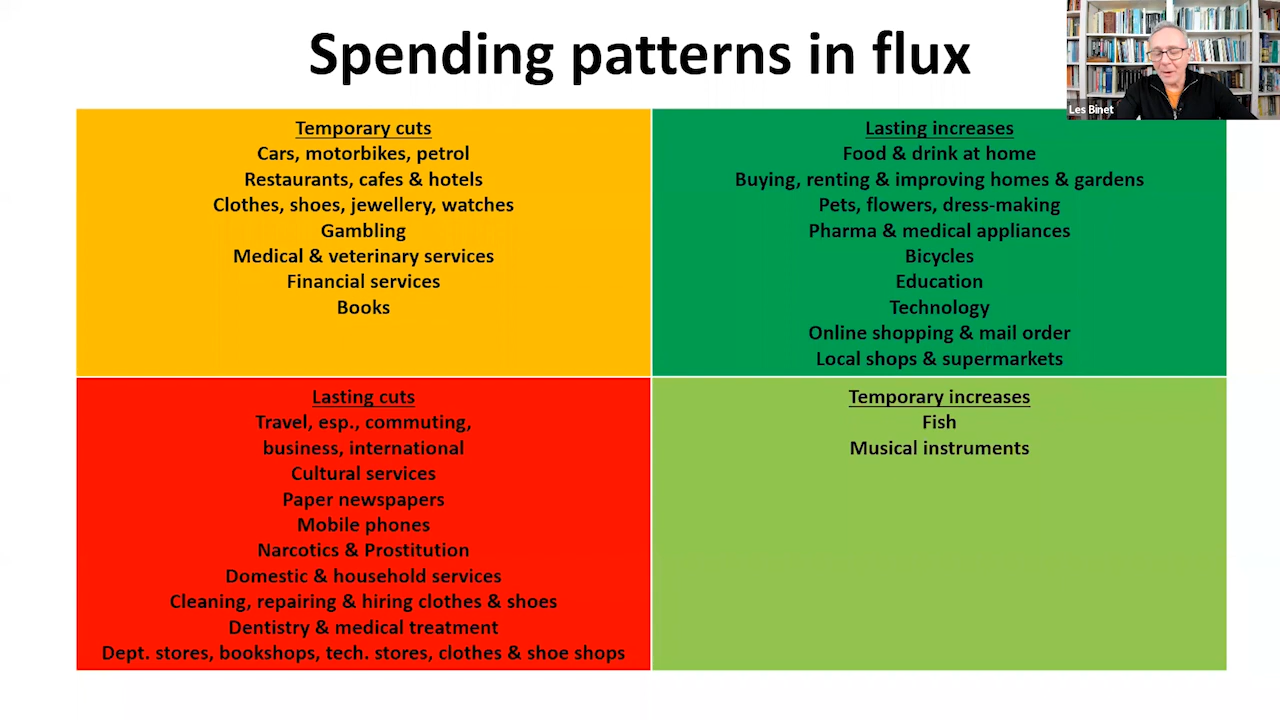 Spending patterns in flux
Les Binet
Temporary cuts
Cars, motorbikes, petrol
Restaurants, cafes & hotels
Clothes, shoes, jewellery, watches
Gambling
Medical & veterinary services
Financial services
Books
Lasting increases
Food & drink at home
Buying, renting & improving homes & gardens
Pets, flowers, dress-making
Pharma & medical appliances
Bicycles
Education
Technology
Online shopping & mail order
Local shops & supermarkets
Lasting cuts
Travel, esp., commuting,
business, international
Cultural services
Paper newspapers
Mobile phones
Narcotics & Prostitution
Domestic & household services
Cleaning, repairing & hiring clothes & shoes
Dentistry & medical treatment
Dept. stores, bookshops, tech. stores, clothes & shoe shops
Temporary increases
Fish
Musical instruments